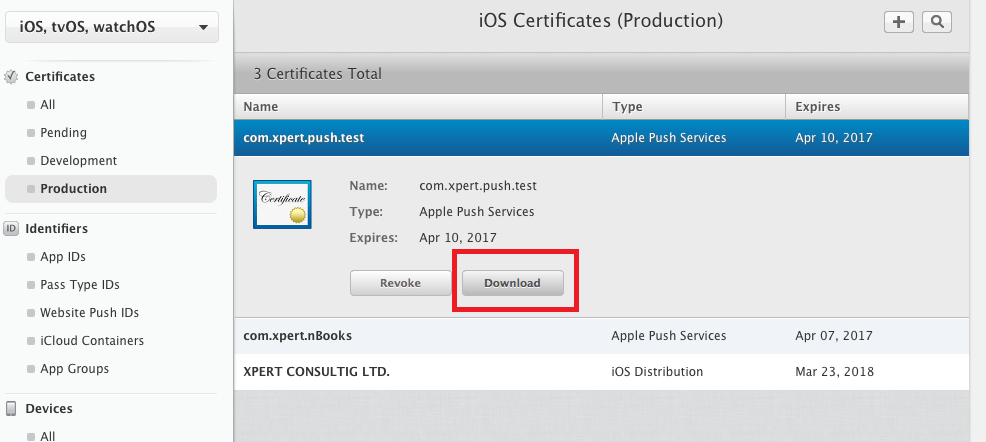 iOS, tvOS, watchOS
Certificates
All
Pending
Development
Production
ID Identifiers
App IDs
Pass Type IDs
Website Push IDs
iCloud Containers
App Groups
Devices
All
iOS Certificates (Production)
3 Certificates Total
Name Type Expires
com.xpert.push.test Apple Push Services Apr 10, 2017
Certificate
Name: com.xpert.push.test
Type: Apple Push Services
Expires: Apr 10, 2017
Revoke Download
com.xpert.nBooks Apple Push Services Apr 07, 2017
XPERT CONSULTIG LTD. iOS Distribution Mar 23, 2018